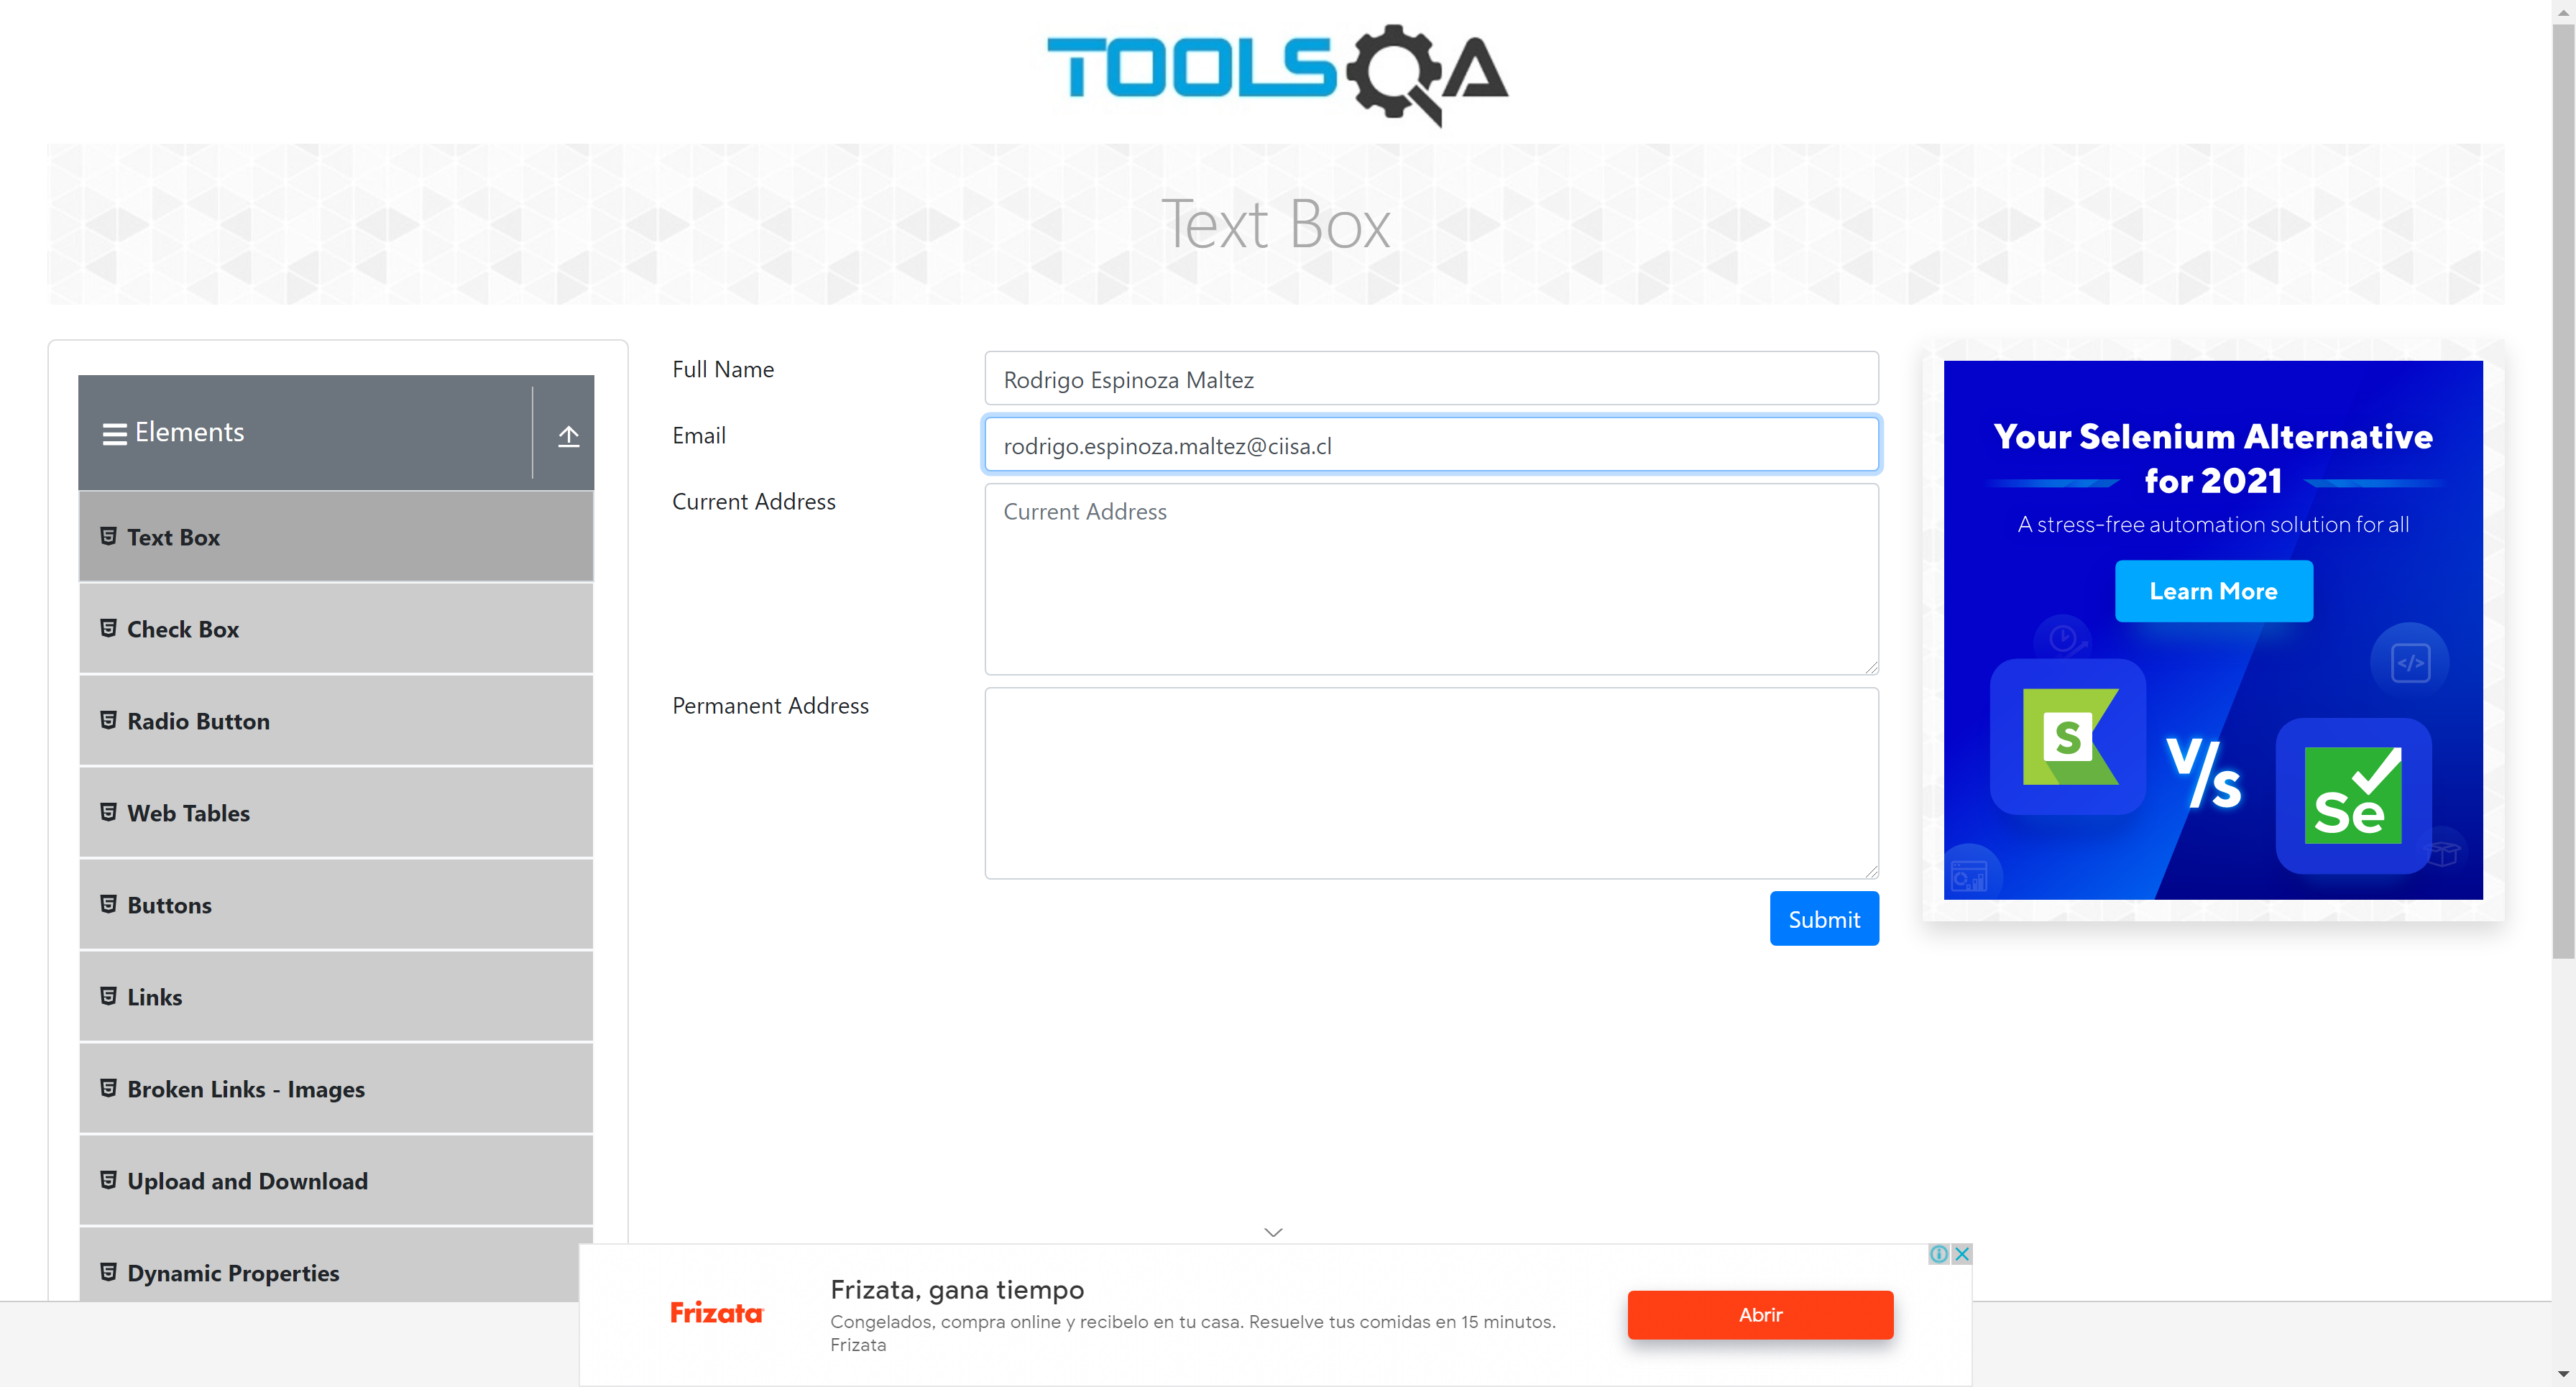 TOOLSQA
Text Box
Elements
Text Box
Check Box
Radio Button
Web Tables
Buttons
Links
Broken Links - Images
Upload and Download
Dynamic Properties
Full Name
Rodrigo Espinoza Maltez
Email
rodrigo.espinoza.maltez@ciisa.cl
Current Address
Current Address
Permanent Address
Submit
Your Selenium Alternative
for 2021
A stress-free automation solution for all
Learn More
</>
S
V/s
Se
Frizata
Frizata, gana tiempo
Congelados, compra online y recibelo en tu casa. Resuelve tus comidas en 15 minutos.
Frizata
Abrir